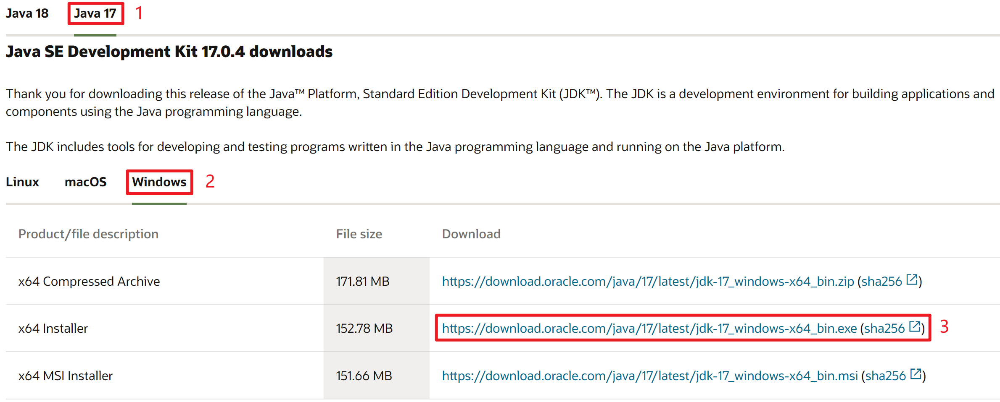 Java 18 Java 17 1
Java SE Development Kit 17.0.4 downloads
Thank you for downloading this release of the Java™ Platform, Standard Edition Development Kit (JDK™). The JDK is a development environment for building applications and
components using the Java programming language.
The JDK includes tools for developing and testing programs written in the Java programming language and running on the Java platform.
Linux macOS Windows 2
Product/file description File size Download
x64 Compressed Archive 171.81 MB https://download.oracle.com/java/17/latest/jdk-17_windows-x64_bin.zip (sha256)
x64 Installer 152.78 MB https://download.oracle.com/java/17/latest/jdk-17_windows-x64_bin.exe (sha256) 3
x64 MSI Installer 151.66 MB https://download.oracle.com/java/17/latest/jdk-17_windows-x64_bin.msi (sha256)